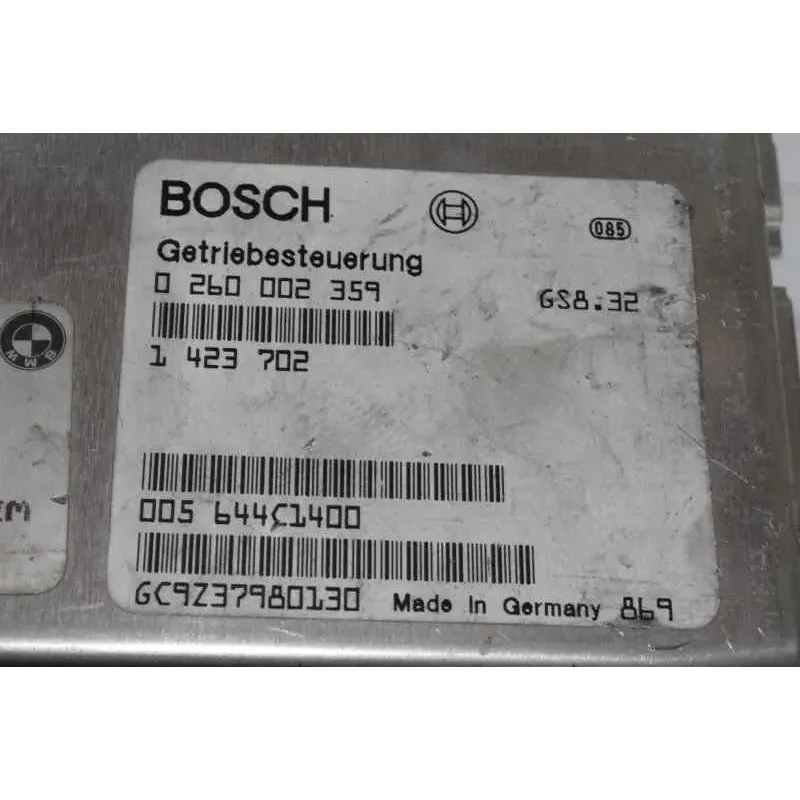 BOSCH
085
Getriebesteuerung
0 260 002 359
GS8.32
1 423 702
BMW
005 644C1400
GC9Z37980130 Made in Germany 869